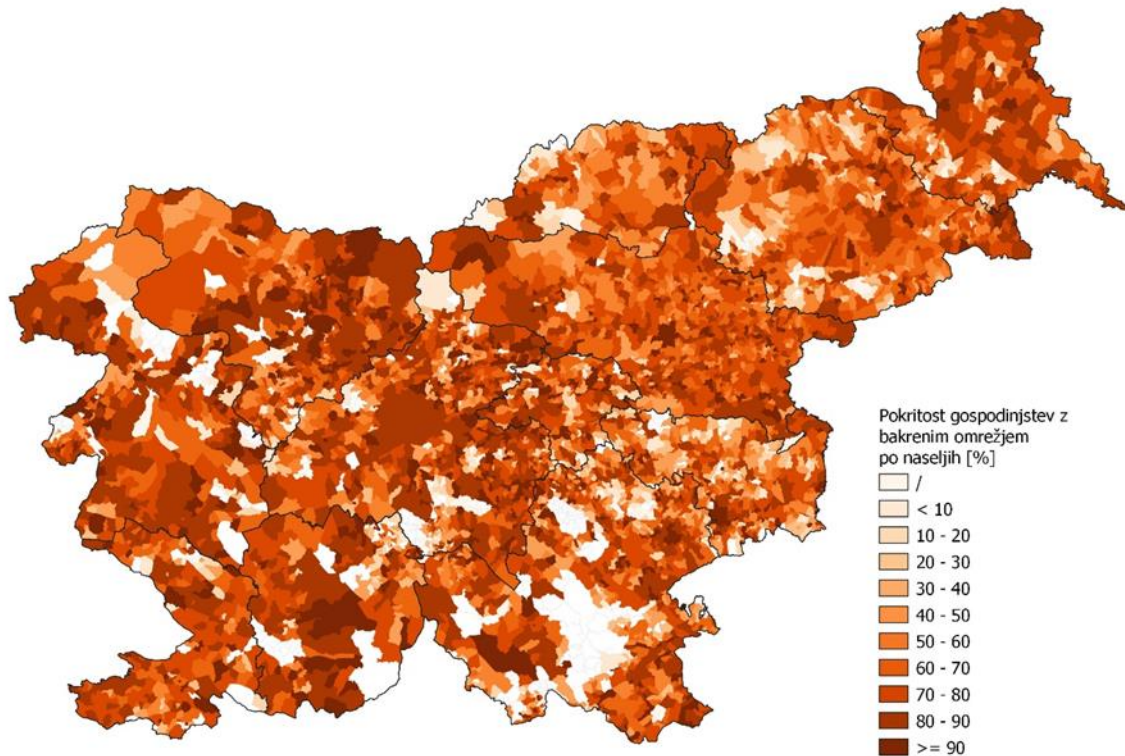 Pokritost gospodinjstev z
bakrenim omrežjem
po naseljih [%]
/
< 10
10 - 20
20 - 30
30 - 40
40 - 50
50 - 60
60 - 70
70 - 80
80 - 90
>= 90